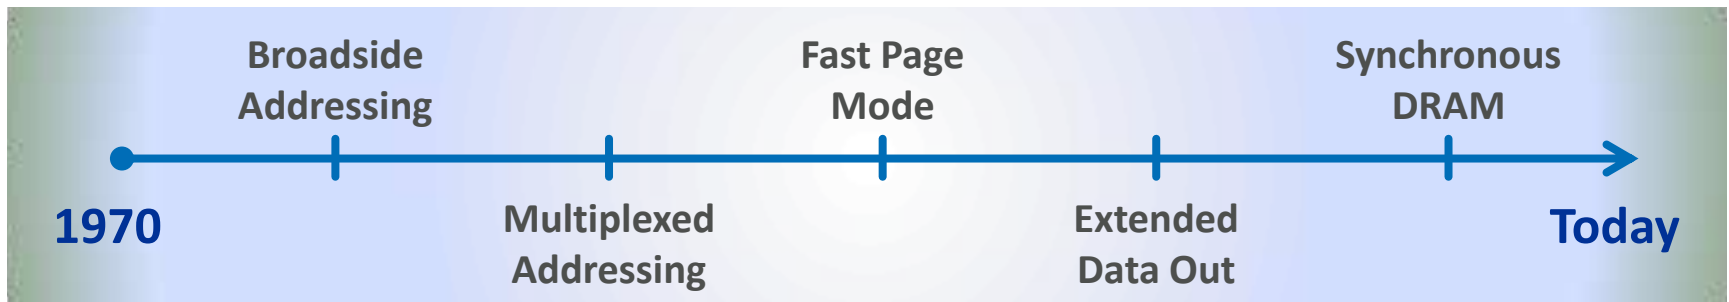 Broadside
Addressing
Fast Page
Mode
Synchronous
DRAM
1970
Multiplexed
Addressing
Extended
Data Out
Today